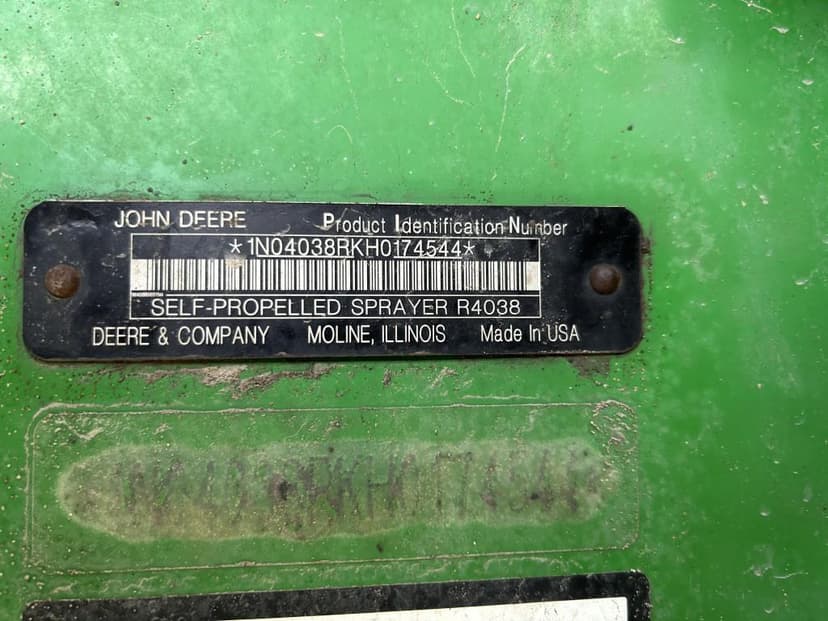 JOHN DEERE Product Identification Number
*1N04038RKH0174544*
SELF-PROPELLED SPRAYER R4038
DEERE & COMPANY MOLINE, ILLINOIS Made In USA